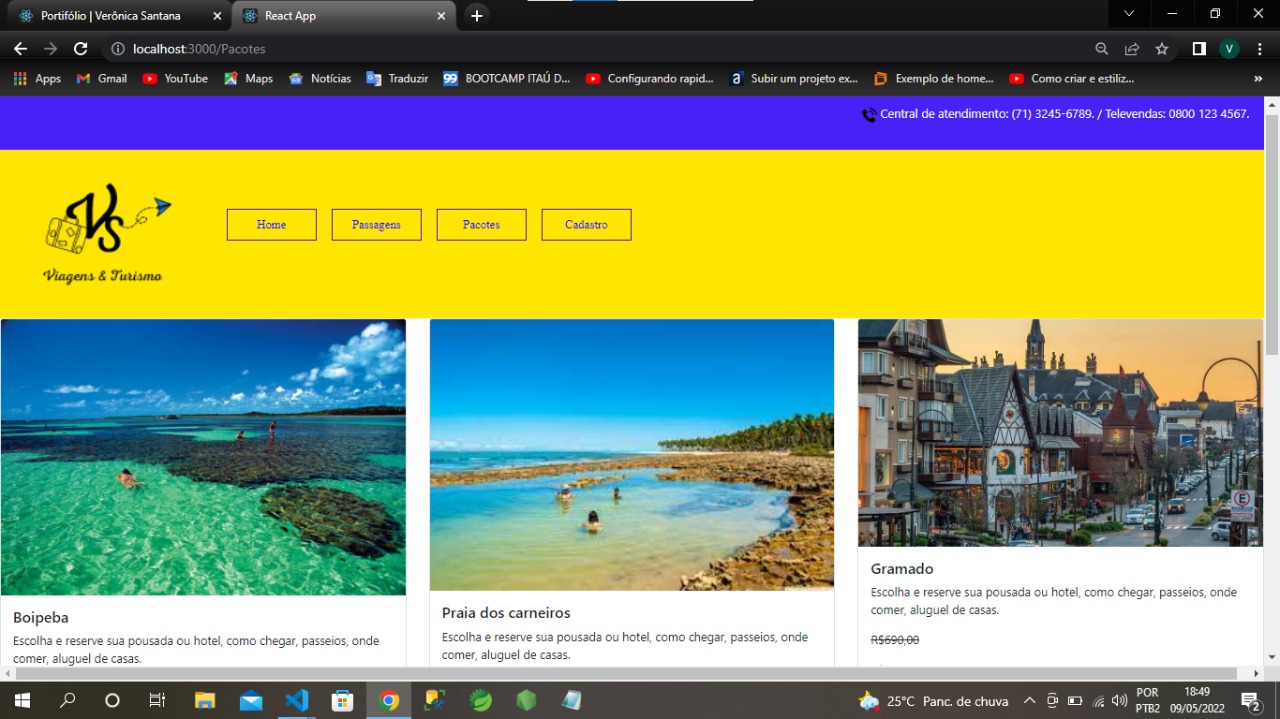 Portifólio | Verônica Santana
React App
localhost:3000/Pacotes
V
Apps
Gmail
YouTube
Maps
Notícias
Traduzir
BOOTCAMP ITAÚ D...
Configurando rapid...
Subir um projeto ex...
Exemplo de home...
Como criar e estiliz...
»
Central de atendimento: (71) 3245-6789. / Televendas: 0800 123 4567.
VS
Viagens & Turismo
Home
Passagens
Pacotes
Cadastro
Boipeba
Escolha e reserve sua pousada ou hotel, como chegar, passeios, onde
comer, aluguel de casas.
Praia dos carneiros
Escolha e reserve sua pousada ou hotel, como chegar, passeios, onde
comer, aluguel de casas.
E
Gramado
Escolha e reserve sua pousada ou hotel, como chegar, passeios, onde
comer, aluguel de casas.
R$690,00
25°C Panc. de chuva
POR
PTB2
18:49
09/05/2022
2